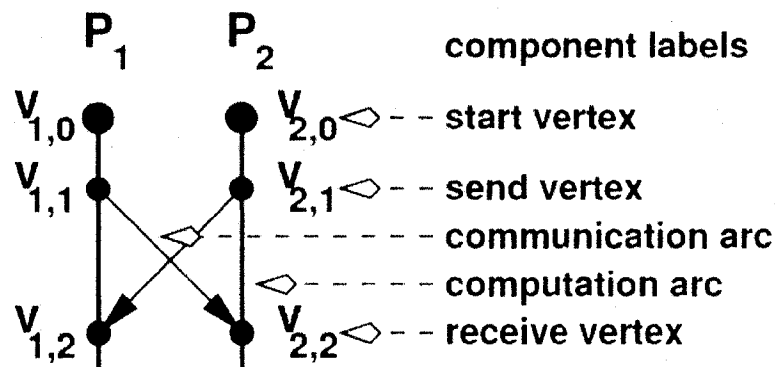 P1 P2 component labels
V1,0 V2,0 start vertex
V1,1 V2,1 send vertex
communication arc
computation arc
V1,2 V2,2 receive vertex